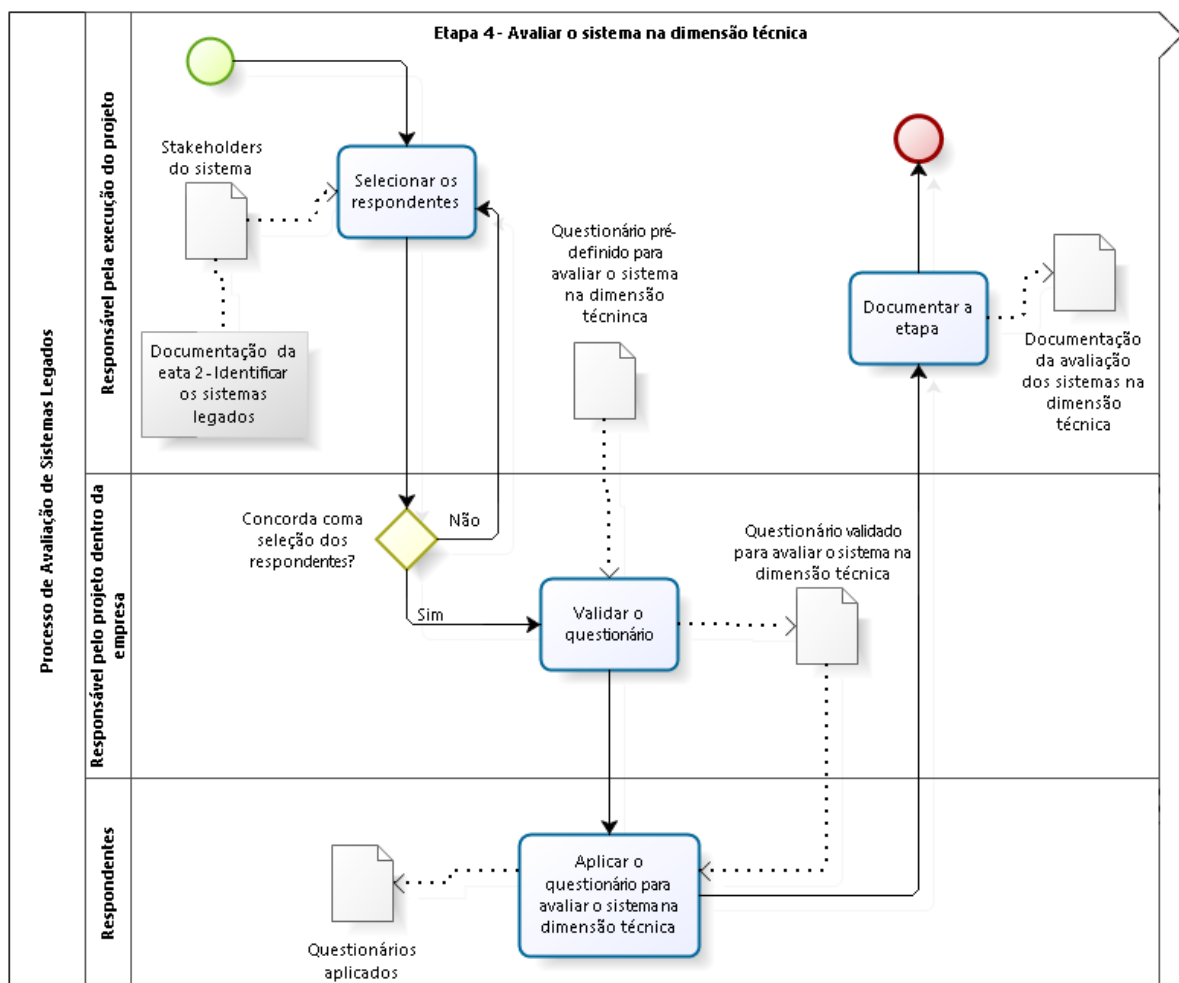 Etapa 4 - Avaliar o sistema na dimensão técnica
Processo de Avaliação de Sistemas Legados
Responsável pela execução do projeto
Stakeholders
do sistema
Selecionar os
respondentes
Documentação da
eata 2 - Identificar
os sistemas
legados
Questionário pré-
definido para
avaliar o sistema
na dimensão
técninca
Documentar a
etapa
Documentação
da avaliação
dos sistemas na
dimensão
técnica
Responsável pelo projeto dentro da
empresa
Concorda coma
seleção dos
respondentes?
Não
Sim
Validar o
questionário
Questionário validado
para avaliar o sistema na
dimensão técnica
Respondentes
Aplicar o
questionário para
avaliar o sistema na
dimensão técnica
Questionários
aplicados